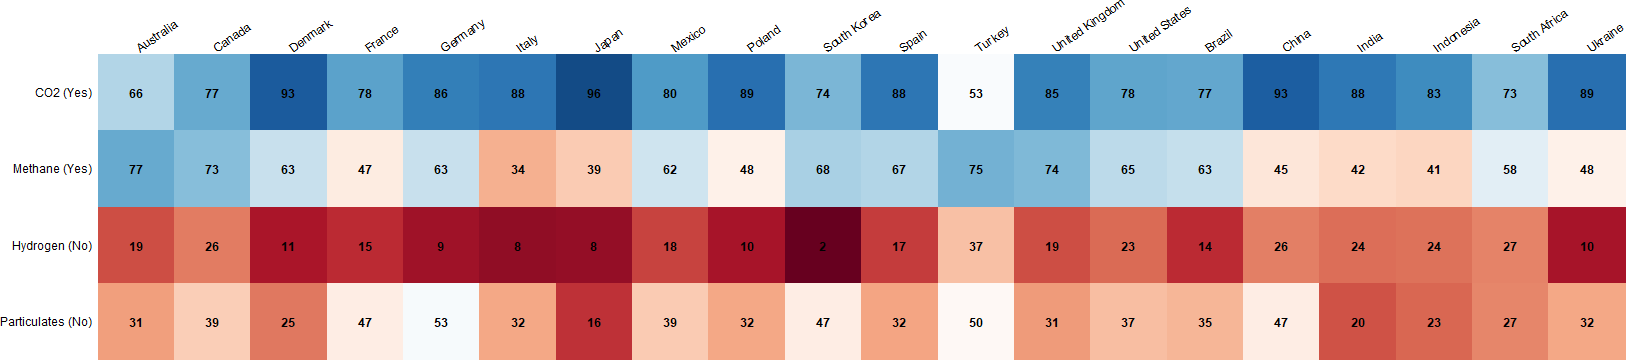 Australia Canada Denmark France Germany Italy Japan Mexico Poland South Korea Spain Turkey United Kingdom United States Brazil China India Indonesia South Africa Ukraine
CO2 (Yes) 66 77 93 78 86 88 96 80 89 74 88 53 85 78 77 93 88 83 73 89
Methane (Yes) 77 73 63 47 63 34 39 62 48 68 67 75 74 65 63 45 42 41 58 48
Hydrogen (No) 19 26 11 15 9 8 8 18 10 2 17 37 19 23 14 26 24 24 27 10
Particulates (No) 31 39 25 47 53 32 16 39 32 47 32 50 31 37 35 47 20 23 27 32